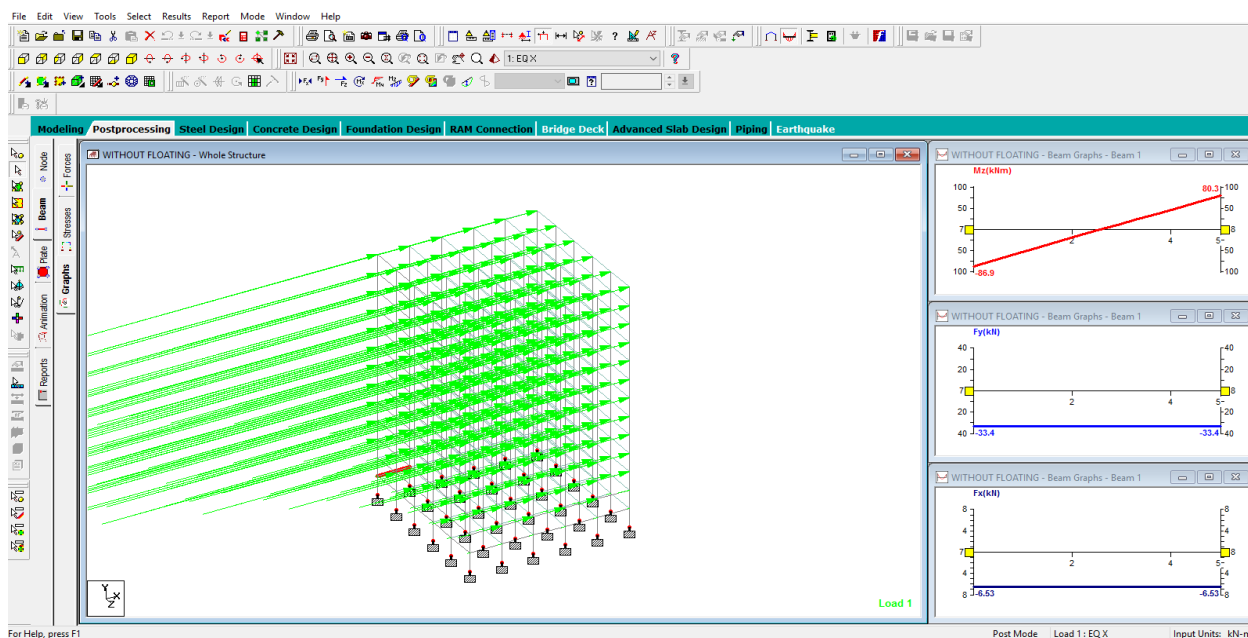 File Edit View Tools Select Results Report Mode Window Help
1: EQ X
Modeling Postprocessing Steel Design Concrete Design Foundation Design RAM Connection Bridge Deck Advanced Slab Design Piping Earthquake
Node
Beam
Plate
Animation
Reports
Forces
Stresses
Graphs
WITHOUT FLOATING - Whole Structure
Y
X
Z
Load 1
WITHOUT FLOATING - Beam Graphs - Beam 1
Mz(kNm)
100 80.3 100
50 50
7 2 4 5 8
50 50
100 -86.9 100
WITHOUT FLOATING - Beam Graphs - Beam 1
Fy(kN)
40 40
20 20
7 2 4 5 8
20 20
40 -33.4 -33.4 40
WITHOUT FLOATING - Beam Graphs - Beam 1
Fx(kN)
8 8
4 4
7 2 4 5 8
4 4
8 -6.53 -6.53 8
For Help, press F1 Post Mode Load 1 : EQ X Input Units: kN-m